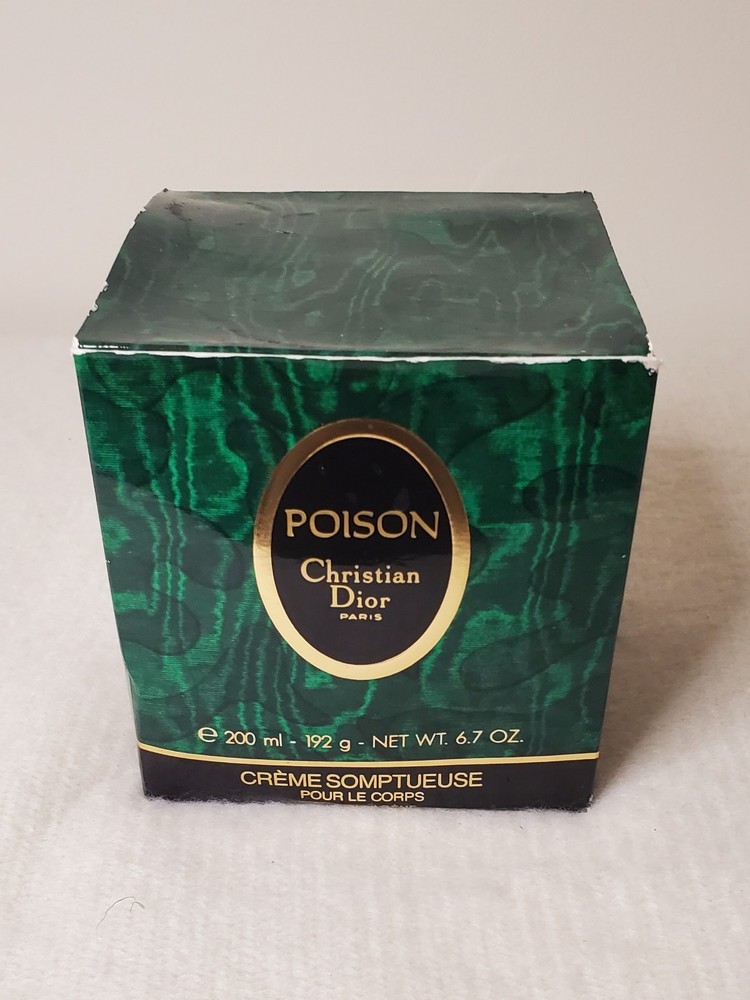 POISON
Christian
Dior
PARIS
e 200 ml - 192 g - NET WT. 6.7 OZ.
CRÈME SOMPTUEUSE
POUR LE CORPS